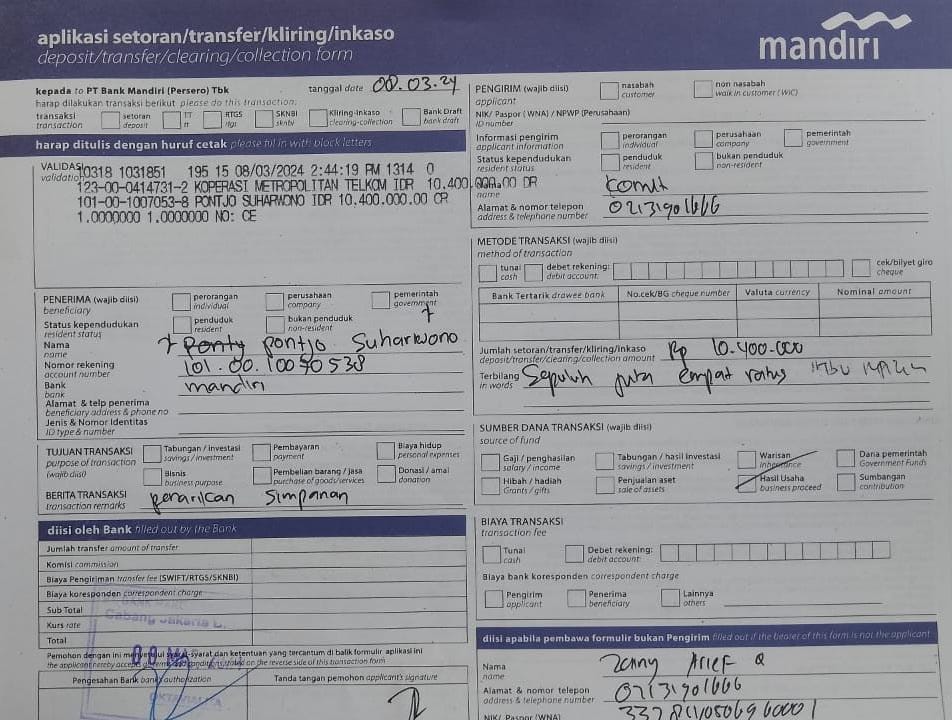 aplikasi setoran/transfer/kliring/inkaso
deposit/transfer/clearing/collection form
mandiri
kepada to PT Bank Mandiri (Persero) Tbk
tanggal date 08.03.24
harap dilakukan transaksi berikut please do this transaction:
transaksi transaction
setoran deposit
TT tt
RTGS rtgs
SKNBI sknbi
Kliring-Inkaso clearing-collection
Bank Draft bank draft
harap ditulis dengan huruf cetak please fill in with block letters
VALIDASI
validation
10318 1031851 195 15 08/03/2024 2:44:19 PM 1314 0
123-00-0414731-2 KOPERASI METROPOLITAN TELKOM IDR 10.400.000.00 DR
101-00-1007053-8 PONTJO SUHARWONO IDR 10.400.000.00 CR
1.0000000 1.0000000 NO: CE
PENERIMA (wajib diisi)
beneficiary
perorangan individual
perusahaan company
pemerintah government
Status kependudukan
resident status
penduduk resident
bukan penduduk non-resident
Nama
name
pontjo Suharwono
Nomor rekening
account number
101.00.10070538
Bank
bank
mandiri
Alamat & telp penerima
beneficiary address & phone no
Jenis & Nomor Identitas
ID type & number
TUJUAN TRANSAKSI
purpose of transaction
(wajib diisi)
Tabungan / investasi savings/investment
Pembayaran payment
Biaya hidup personal expenses
Bisnis business purpose
Pembelian barang / jasa purchase of goods/services
Donasi / amal donation
BERITA TRANSAKSI
transaction remarks
penarikan Simpanan
diisi oleh Bank filled out by the Bank
Jumlah transfer amount of transfer
Komisi commission
Biaya Pengiriman transfer fee (SWIFT/RTGS/SKNBI)
Biaya koresponden correspondent charge
Sub Total
Kurs rate
Total
Cabang Jakarta
Pemohon dengan ini menyetujui syarat-syarat dan ketentuan yang tercantum di balik formulir aplikasi ini
the applicant hereby accepts all terms and conditions stated on the reverse side of this transaction form
Pengesahan Bank bank authorization
Tanda tangan pemohon applicant's signature
PENGIRIM (wajib diisi)
applicant
nasabah customer
non nasabah walk in customer (WIC)
NIK/ Paspor (WNA) / NPWP (Perusahaan)
ID number
Informasi pengirim
applicant information
perorangan individual
perusahaan company
pemerintah government
Status kependudukan
resident status
penduduk resident
bukan penduduk non-resident
Nama
name
Komit
Alamat & nomor telepon
address & telephone number
02131901666
METODE TRANSAKSI (wajib diisi)
method of transaction
tunai cash
debet rekening: debit account:
cek/bilyet giro cheque
Bank Tertarik drawee bank
No.cek/BG cheque number
Valuta currency
Nominal amount
Jumlah setoran/transfer/kliring/inkaso
deposit/transfer/clearing/collection amount
Rp 10.400.000
Terbilang
in words
Sepuluh juta empat ratus ribu rupiah
SUMBER DANA TRANSAKSI (wajib diisi)
source of fund
Gaji / penghasilan salary / income
Tabungan / hasil investasi savings/investment
Warisan inheritance
Dana pemerintah Government Funds
Hibah / hadiah Grants / gifts
Penjualan aset sale of assets
Hasil Usaha business proceed
Sumbangan contribution
BIAYA TRANSAKSI
transaction fee
Tunai cash
Debet rekening: debit account:
Biaya bank koresponden correspondent charge
Pengirim applicant
Penerima beneficiary
Lainnya others
diisi apabila pembawa formulir bukan Pengirim filled out if the bearer of this form is not the applicant
Nama
name
Zenny Arief Q
Alamat & nomor telepon
address & telephone number
02131901666
NIK/ Paspor (WNA)